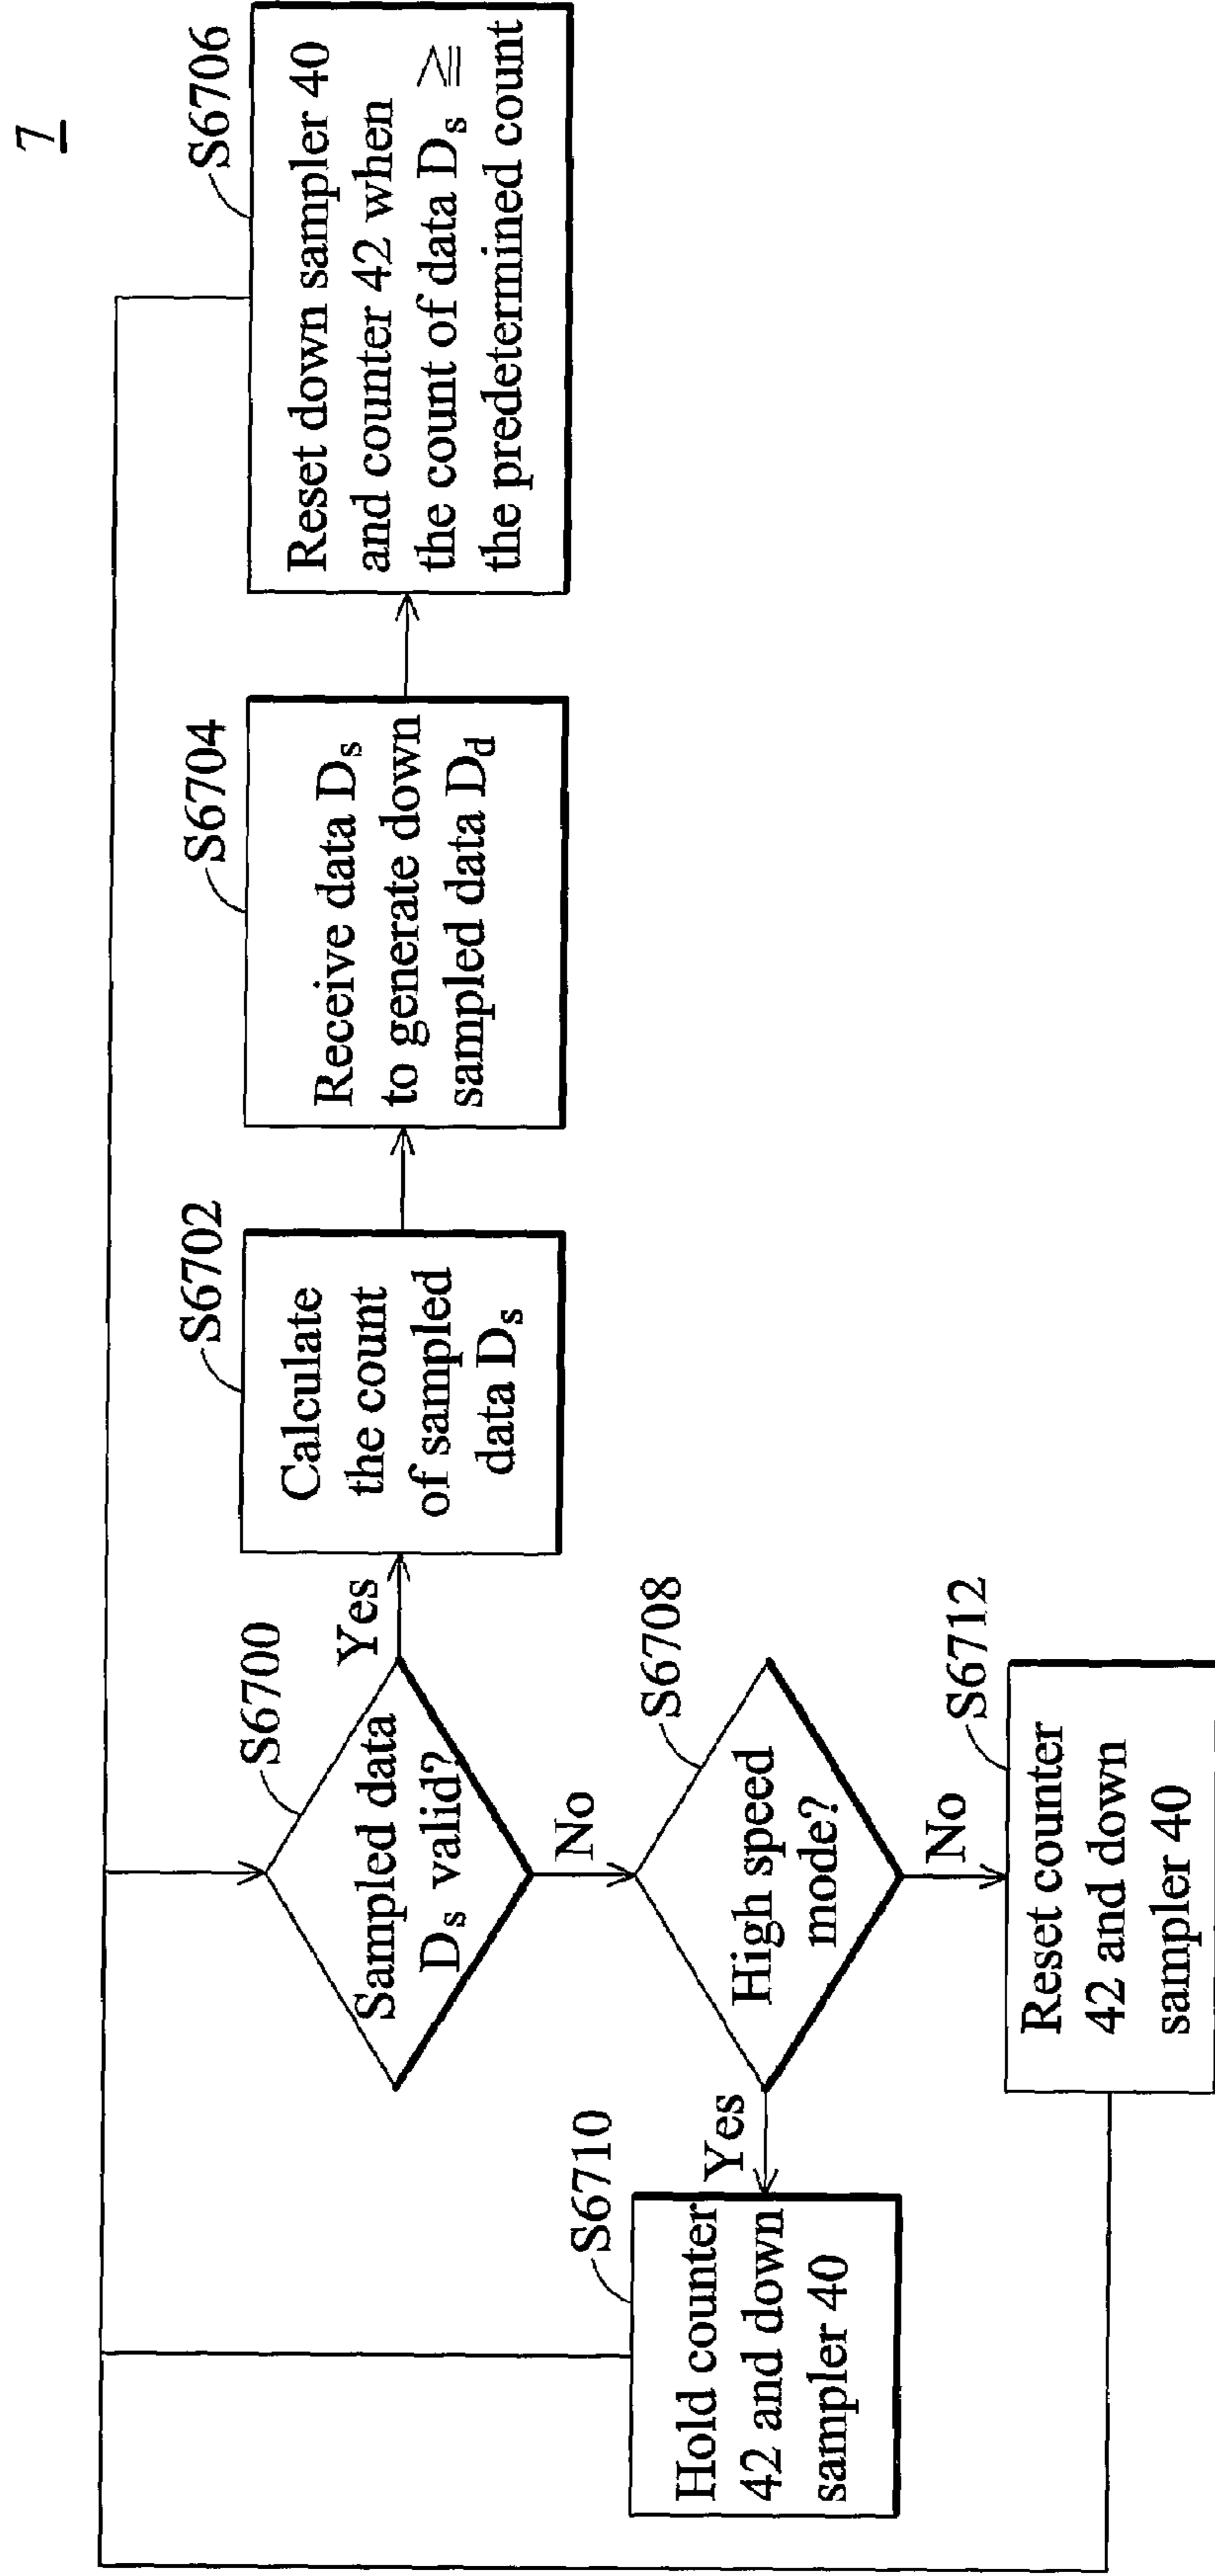 7
S6700
Sampled data
Ds valid?
Yes
No
S6702
Calculate
the count
of sampled
data Ds
S6704
Receive data Ds
to generate down
sampled data Dd
S6706
Reset down sampler 40
and counter 42 when
the count of data Ds ≧
the predetermined count
S6708
High speed
mode?
Yes
No
S6710
Hold counter
42 and down
sampler 40
S6712
Reset counter
42 and down
sampler 40